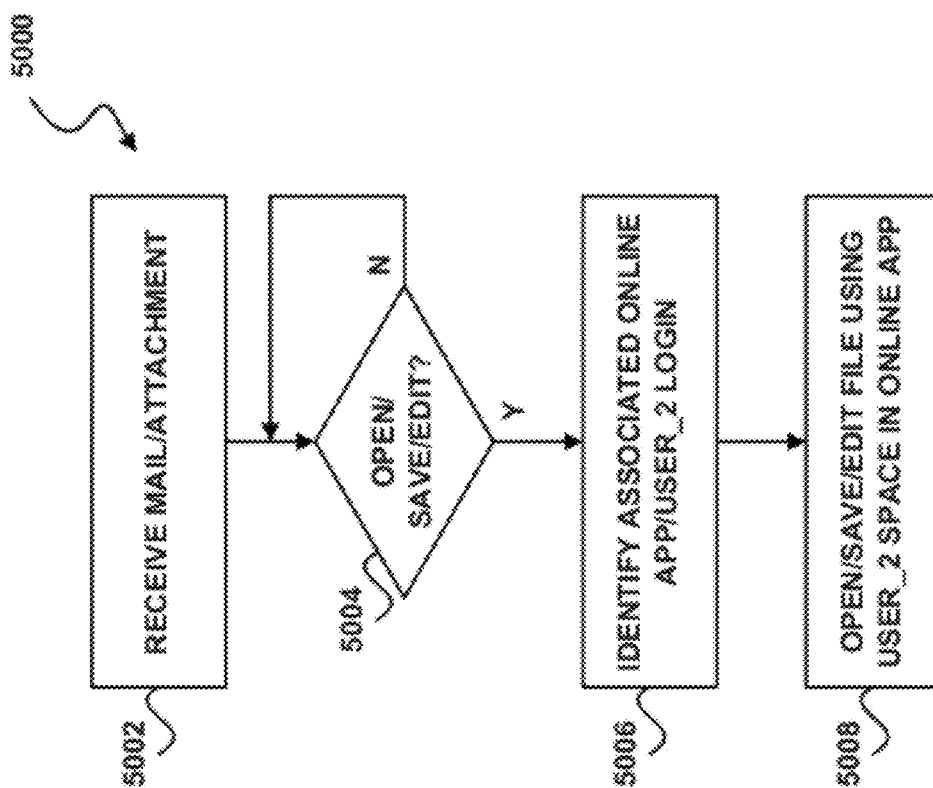 5000
RECEIVE MAIL/ATTACHMENT
5002
OPEN/
SAVE/EDIT?
N
5004
Y
IDENTIFY ASSOCIATED ONLINE
APP/USER_2 LOGIN
5006
OPEN/SAVE/EDIT FILE USING
USER_2 SPACE IN ONLINE APP
5008